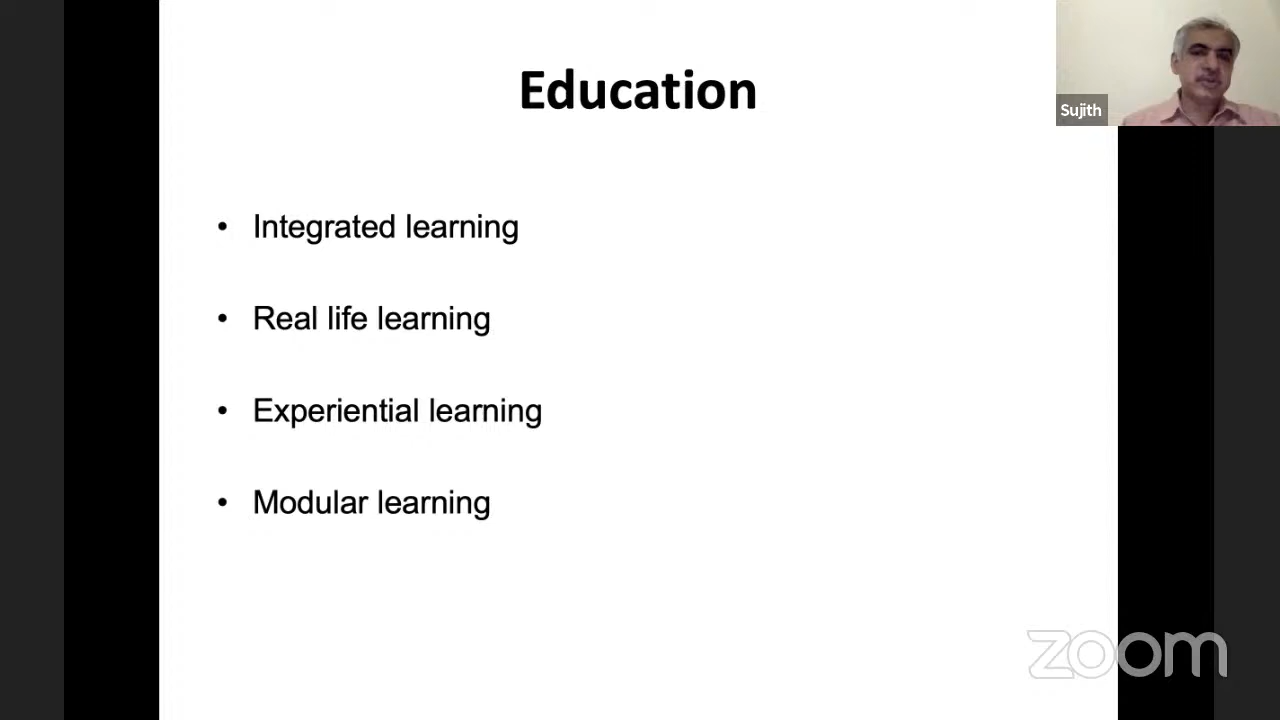 Education
Sujith
• Integrated learning
• Real life learning
• Experiential learning
• Modular learning
zoom